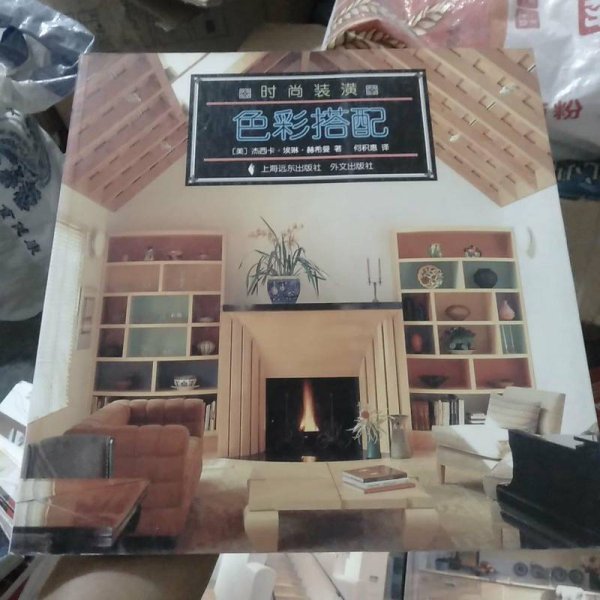 时尚装潢
色彩搭配
〔美〕杰西卡·埃琳·赫希曼 著 何积惠 译
上海远东出版社 外文出版社
粉